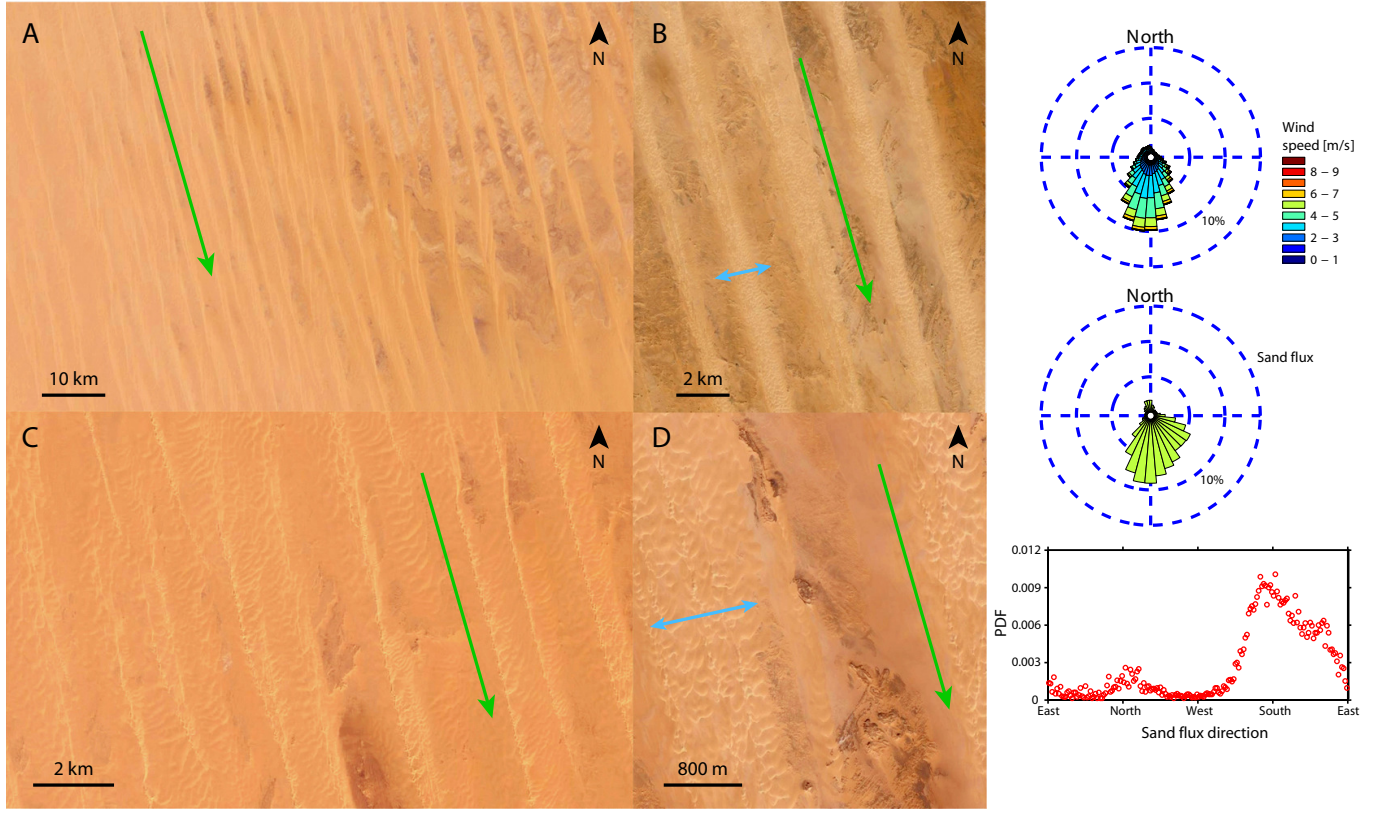 A
N
10 km
B
N
2 km
C
N
2 km
D
N
800 m
North
10%
Wind
speed [m/s]
8 – 9
6 – 7
4 – 5
2 – 3
0 – 1
North
Sand flux
10%
0.012
0.009
0.006
0.003
0
PDF
East North West South East
Sand flux direction